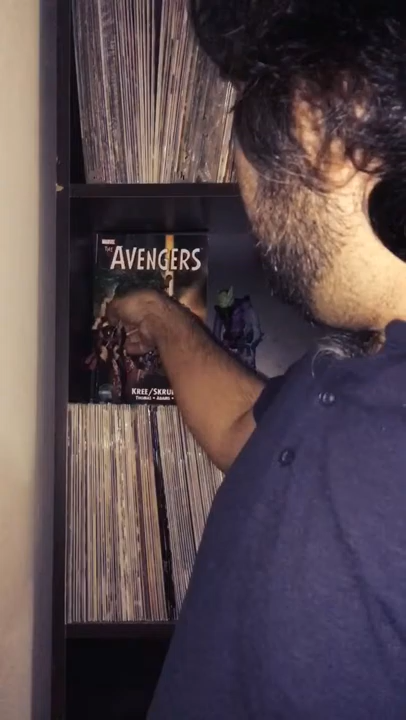 MARVEL
THE AVENGERS
KREE/SKRU
THOMAS • ADAMS •